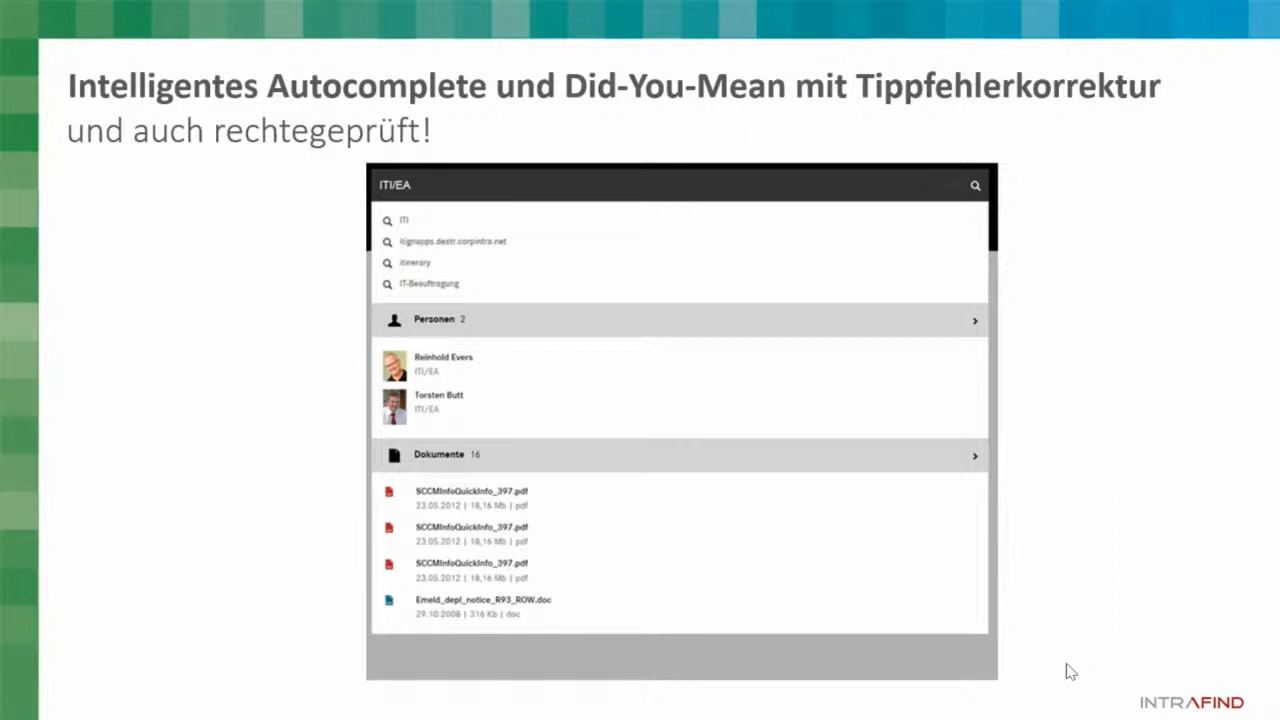 Intelligentes Autocomplete und Did-You-Mean mit Tippfehlerkorrektur
und auch rechtegeprüft!
ITI/EA
ITI
itignapps.destr.corpintra.net
itinerary
IT-Beauftragung
Personen 2
Reinhold Evers
ITI/EA
Torsten Butt
ITI/EA
Dokumente 16
SCCMInfoQuickInfo_397.pdf
23.05.2012 | 18,16 Mb | pdf
SCCMInfoQuickInfo_397.pdf
23.05.2012 | 18,16 Mb | pdf
SCCMInfoQuickInfo_397.pdf
23.05.2012 | 18,16 Mb | pdf
Emeld_depl_notice_R93_ROW.doc
29.10.2008 | 316 Kb | doc
INTRAFIND